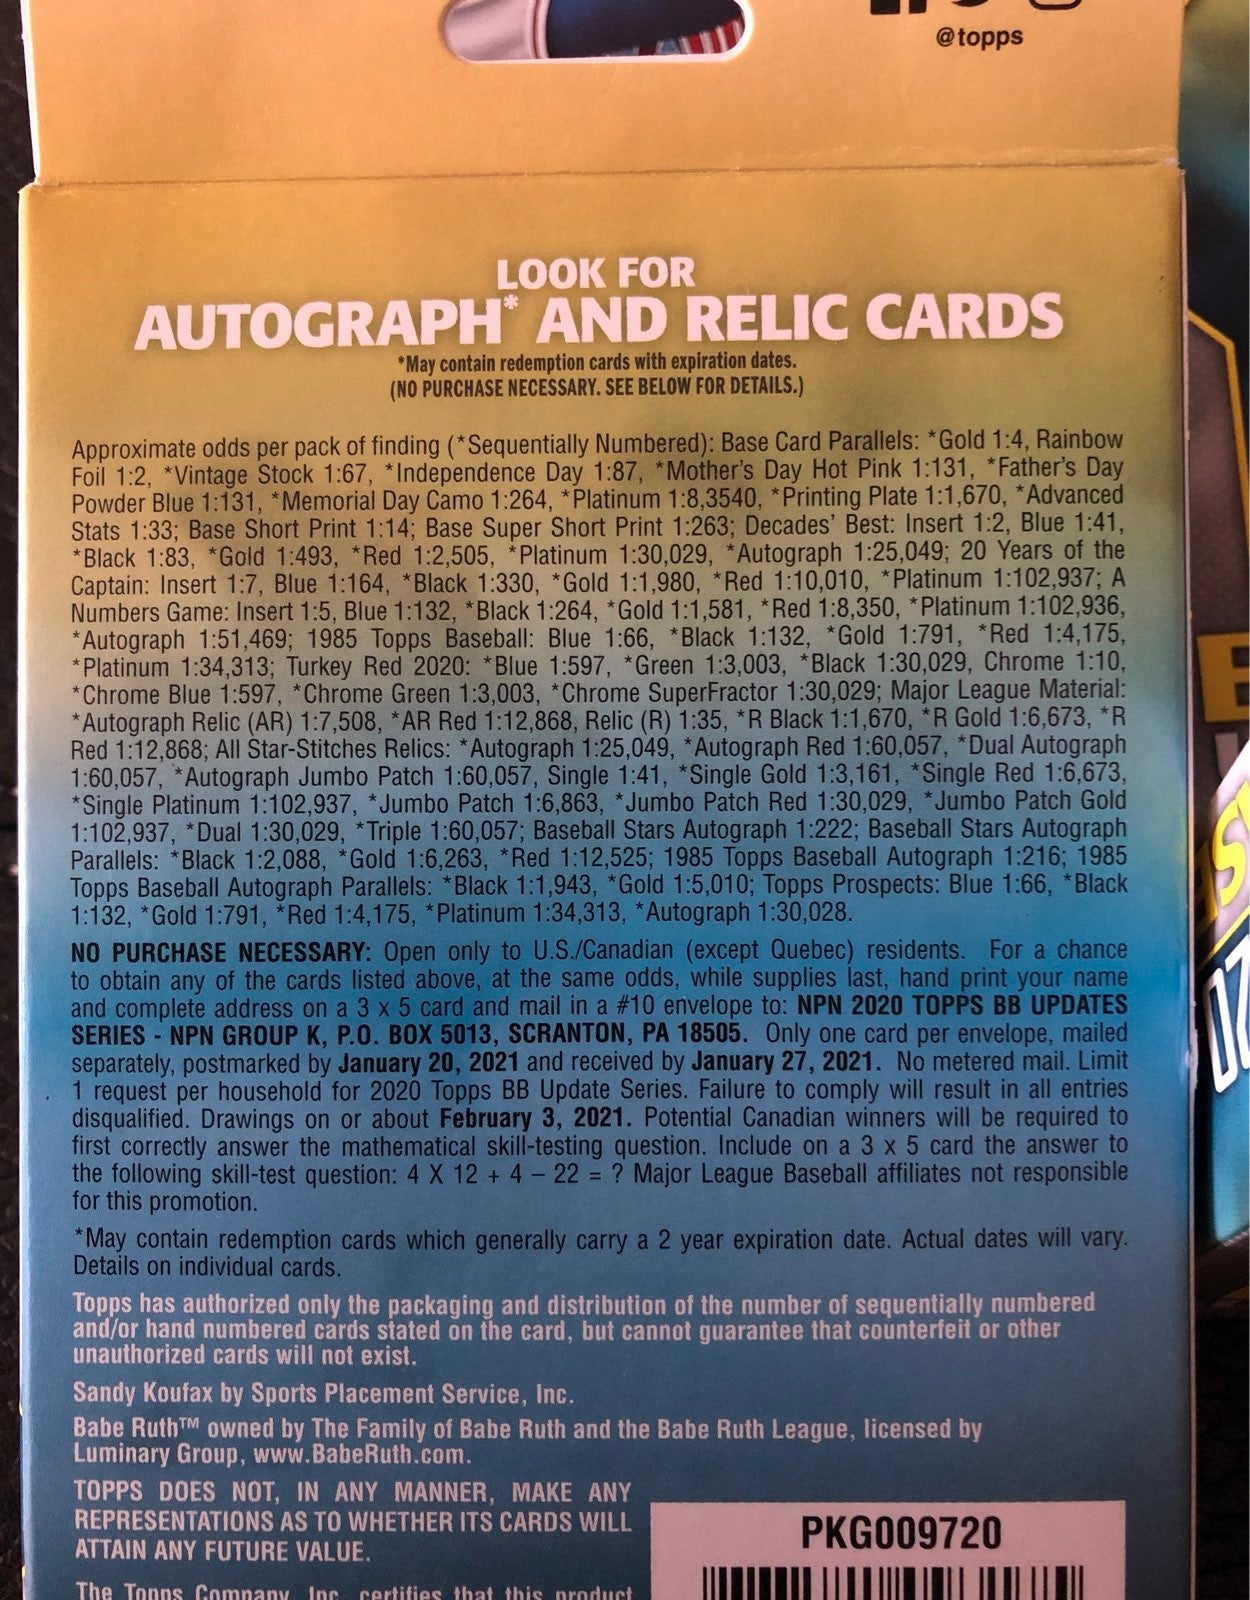 @topps
LOOK FOR
AUTOGRAPH* AND RELIC CARDS
*May contain redemption cards with expiration dates.
(NO PURCHASE NECESSARY. SEE BELOW FOR DETAILS.)
Approximate odds per pack of finding (*Sequentially Numbered): Base Card Parallels: *Gold 1:4, Rainbow
Foil 1:2, *Vintage Stock 1:67, *Independence Day 1:87, *Mother's Day Hot Pink 1:131, *Father's Day
Powder Blue 1:131, *Memorial Day Camo 1:264, *Platinum 1:8,3540, *Printing Plate 1:1,670, *Advanced
Stats 1:33; Base Short Print 1:14; Base Super Short Print 1:263; Decades' Best: Insert 1:2, Blue 1:41,
*Black 1:83, *Gold 1:493, *Red 1:2,505, *Platinum 1:30,029, *Autograph 1:25,049; 20 Years of the
Captain: Insert 1:7, Blue 1:164, *Black 1:330, *Gold 1:1,980, *Red 1:10,010, *Platinum 1:102,937; A
Numbers Game: Insert 1:5, Blue 1:132, *Black 1:264, *Gold 1:1,581, *Red 1:8,350, *Platinum 1:102,936,
*Autograph 1:51,469; 1985 Topps Baseball: Blue 1:66, *Black 1:132, *Gold 1:791, *Red 1:4,175,
*Platinum 1:34,313; Turkey Red 2020: *Blue 1:597, *Green 1:3,003, *Black 1:30,029, Chrome 1:10,
*Chrome Blue 1:597, *Chrome Green 1:3,003, *Chrome SuperFractor 1:30,029; Major League Material:
*Autograph Relic (AR) 1:7,508, *AR Red 1:12,868, Relic (R) 1:35, *R Black 1:1,670, *R Gold 1:6,673, *R
Red 1:12,868; All Star-Stitches Relics: *Autograph 1:25,049, *Autograph Red 1:60,057, *Dual Autograph
1:60,057, *Autograph Jumbo Patch 1:60,057, Single 1:41, *Single Gold 1:3,161, *Single Red 1:6,673,
*Single Platinum 1:102,937, *Jumbo Patch 1:6,863, *Jumbo Patch Red 1:30,029, *Jumbo Patch Gold
1:102,937, *Dual 1:30,029, *Triple 1:60,057; Baseball Stars Autograph 1:222; Baseball Stars Autograph
Parallels: *Black 1:2,088, *Gold 1:6,263, *Red 1:12,525; 1985 Topps Baseball Autograph 1:216; 1985
Topps Baseball Autograph Parallels: *Black 1:1,943, *Gold 1:5,010; Topps Prospects: Blue 1:66, *Black
1:132, *Gold 1:791, *Red 1:4,175, *Platinum 1:34,313, *Autograph 1:30,028.
NO PURCHASE NECESSARY: Open only to U.S./Canadian (except Quebec) residents. For a chance
to obtain any of the cards listed above, at the same odds, while supplies last, hand print your name
and complete address on a 3 x 5 card and mail in a #10 envelope to: NPN 2020 TOPPS BB UPDATES
SERIES - NPN GROUP K, P.O. BOX 5013, SCRANTON, PA 18505. Only one card per envelope, mailed
separately, postmarked by January 20, 2021 and received by January 27, 2021. No metered mail. Limit
1 request per household for 2020 Topps BB Update Series. Failure to comply will result in all entries
disqualified. Drawings on or about February 3, 2021. Potential Canadian winners will be required to
first correctly answer the mathematical skill-testing question. Include on a 3 x 5 card the answer to
the following skill-test question: 4 X 12 + 4 – 22 = ? Major League Baseball affiliates not responsible
for this promotion.
*May contain redemption cards which generally carry a 2 year expiration date. Actual dates will vary.
Details on individual cards.
Topps has authorized only the packaging and distribution of the number of sequentially numbered
and/or hand numbered cards stated on the card, but cannot guarantee that counterfeit or other
unauthorized cards will not exist.
Sandy Koufax by Sports Placement Service, Inc.
Babe Ruth™ owned by The Family of Babe Ruth and the Babe Ruth League, licensed by
Luminary Group, www.BabeRuth.com.
TOPPS DOES NOT, IN ANY MANNER, MAKE ANY
REPRESENTATIONS AS TO WHETHER ITS CARDS WILL
ATTAIN ANY FUTURE VALUE.
PKG009720
The Topps Company, Inc. certifies that this product